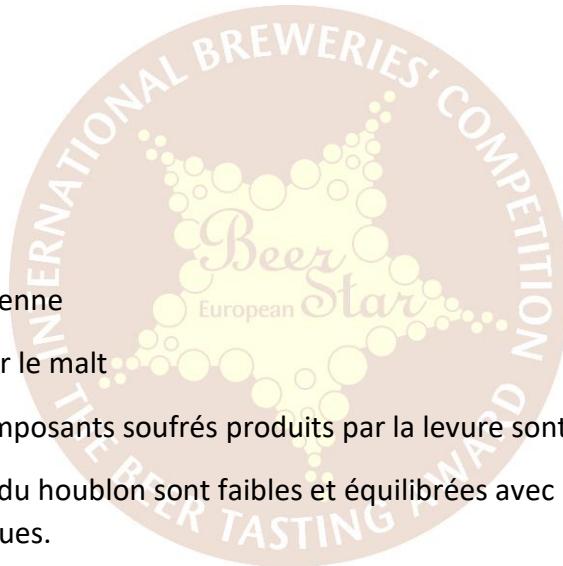 INTERNATIONAL BREWERIES' COMPETITION
Beer
European Star
enne
r le malt
mposants soufrés produits par la levure sont
du houblon sont faibles et équilibrées avec
ues.
THE BEER TASTING AWARD